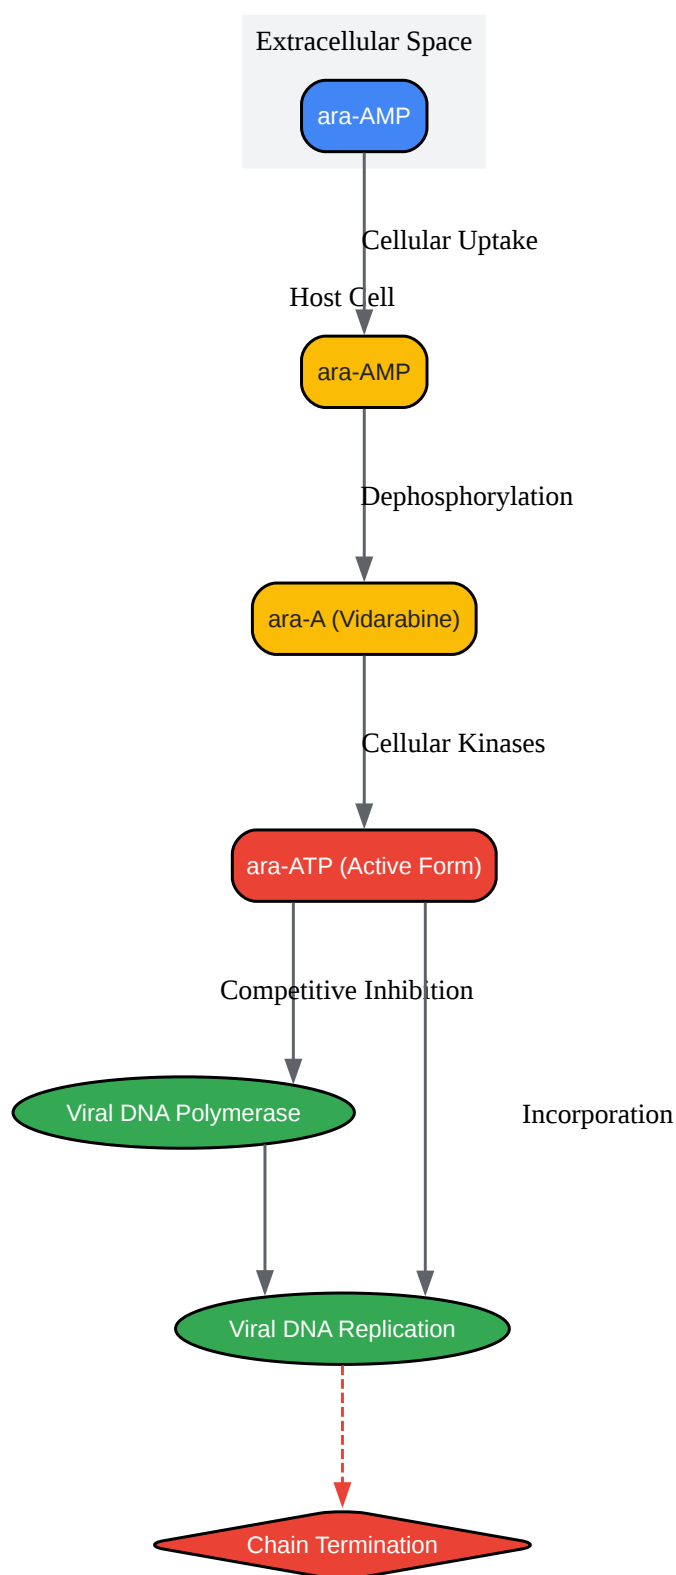 Extracellular Space
ara-AMP
Cellular Uptake
Host Cell
ara-AMP
Dephosphorylation
ara-A (Vidarabine)
Cellular Kinases
ara-ATP (Active Form)
Competitive Inhibition
Viral DNA Polymerase
Incorporation
Viral DNA Replication
Chain Termination